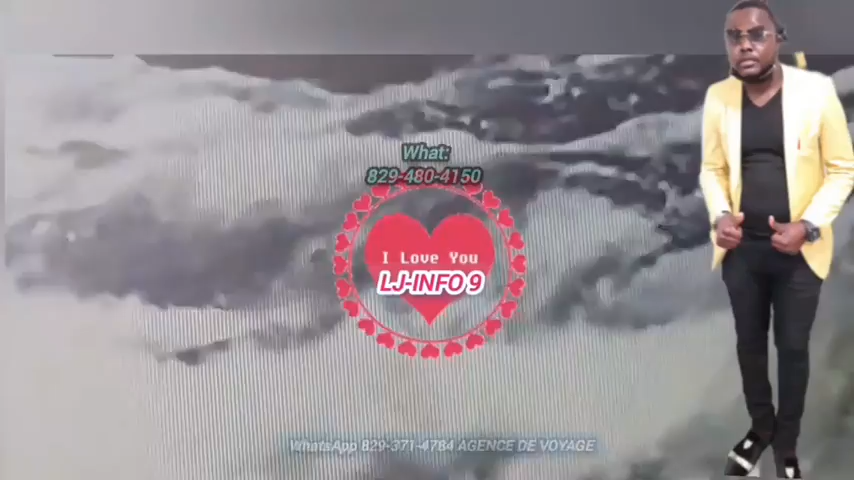 What:
829-480-4150
I Love You
LJ-INFO 9
WhatsApp 829-371-4784 AGENCE DE VOYAGE